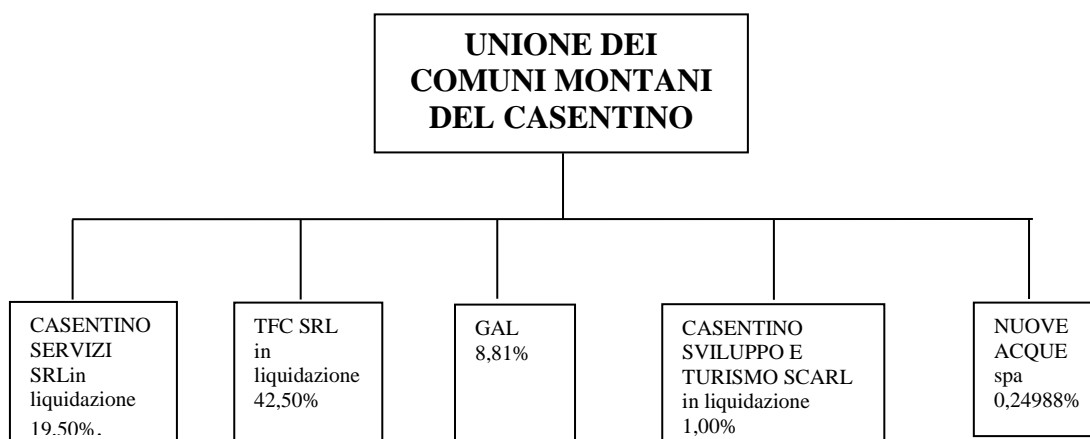 UNIONE DEI
COMUNI MONTANI
DEL CASENTINO
CASENTINO
SERVIZI
SRLin
liquidazione
19,50%.
TFC SRL
in
liquidazione
42,50%
GAL
8,81%
CASENTINO
SVILUPPO E
TURISMO SCARL
in liquidazione
1,00%
NUOVE
ACQUE
spa
0,24988%